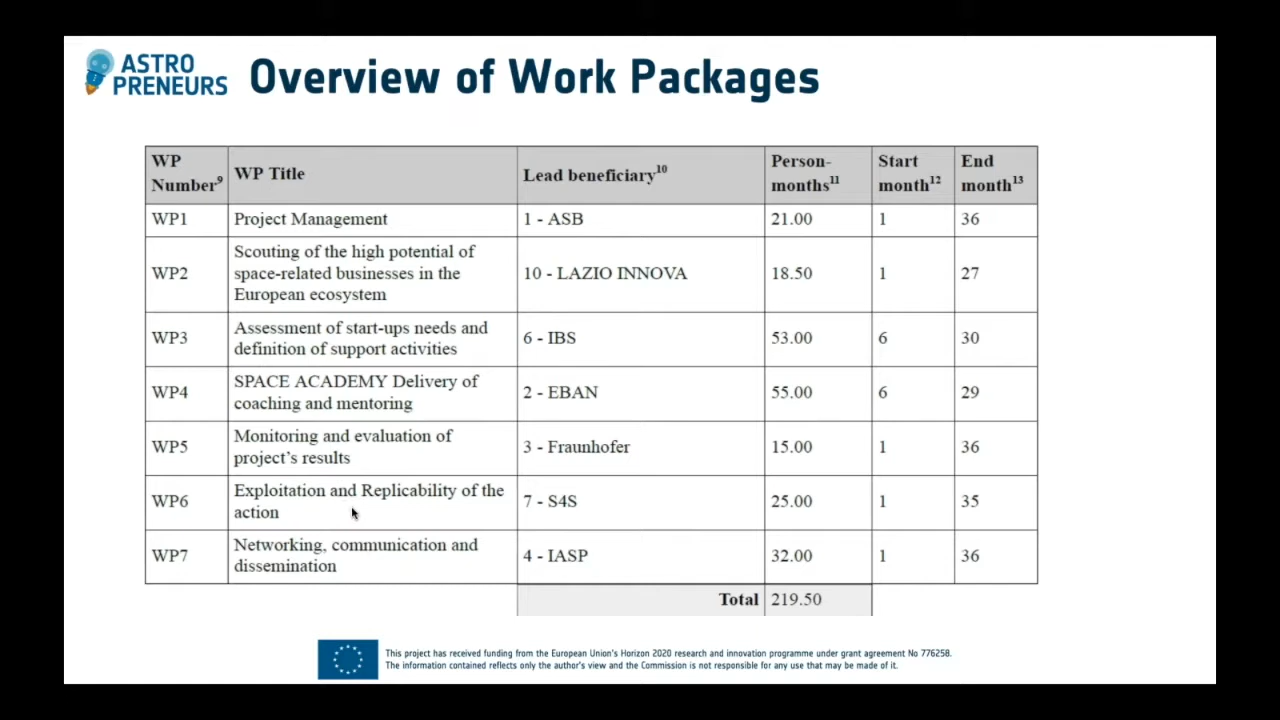 ASTRO
PRENEURS
Overview of Work Packages
WP
Number9
WP Title
Lead beneficiary10
Person-
months11
Start
month12
End
month13
WP1
Project Management
1 - ASB
21.00
1
36
WP2
Scouting of the high potential of
space-related businesses in the
European ecosystem
10 - LAZIO INNOVA
18.50
1
27
WP3
Assessment of start-ups needs and
definition of support activities
6 - IBS
53.00
6
30
WP4
SPACE ACADEMY Delivery of
coaching and mentoring
2 - EBAN
55.00
6
29
WP5
Monitoring and evaluation of
project's results
3 - Fraunhofer
15.00
1
36
WP6
Exploitation and Replicability of the
action
7 - S4S
25.00
1
35
WP7
Networking, communication and
dissemination
4 - IASP
32.00
1
36
Total
219.50
This project has received funding from the European Union's Horizon 2020 research and innovation programme under grant agreement No 776258.
The information contained reflects only the author's view and the Commission is not responsible for any use that may be made of it.